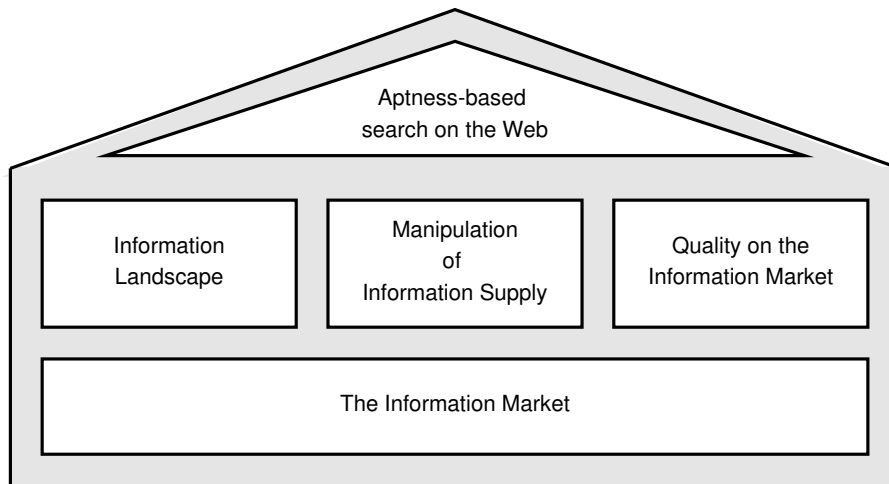 Aptness-based
search on the Web
Information
Landscape
Manipulation
of
Information Supply
Quality on the
Information Market
The Information Market